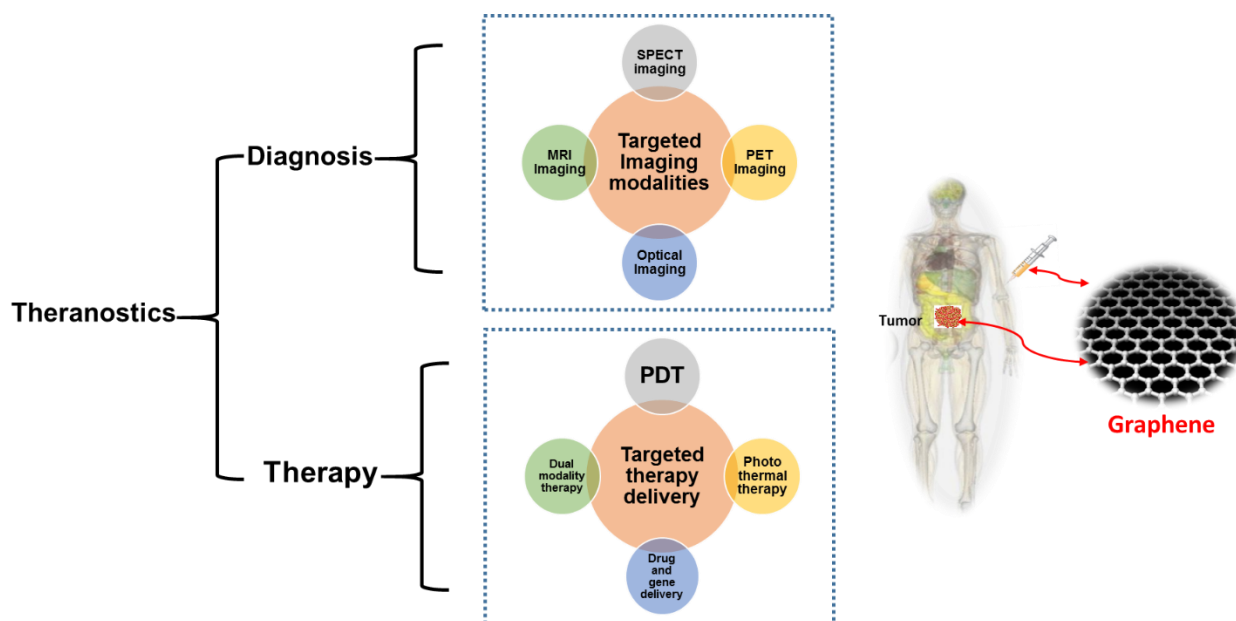 Theranostics
Diagnosis
SPECT
imaging
MRI
Imaging
Targeted
Imaging
modalities
PET
Imaging
Optical
Imaging
Therapy
PDT
Dual
modality
therapy
Targeted
therapy
delivery
Photo
thermal
therapy
Drug
and
gene
delivery
Tumor
Graphene